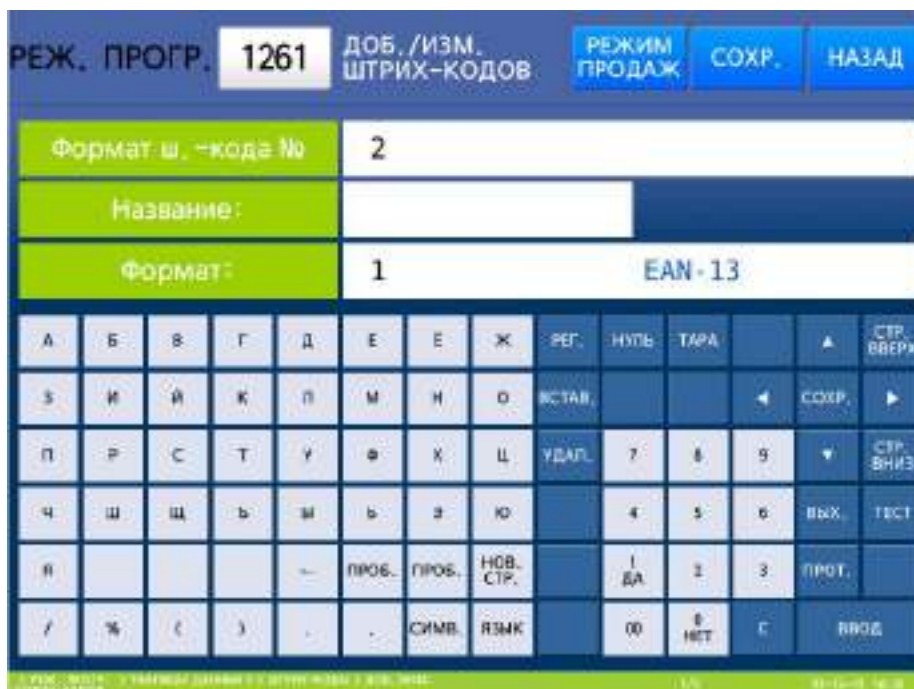 РЕЖ. ПРОГР. 1261 ДОБ./ИЗМ. ШТРИХ-КОДОВ РЕЖИМ ПРОДАЖ СОХР. НАЗАД
Формат ш.-кода № 2
Название:
Формат: 1 EAN-13
А Б В Г Д Е Ё Ж РЕГ. НУЛЬ ТАРА ▲ СТР. ВВЕРХ
З И Й К Л М Н О ВСТАВ. ◄ СОХР. ►
П Р С Т У Ф Х Ц УДАЛ. 7 8 9 ▼ СТР. ВНИЗ
Ч Ш Щ Ъ Ы Ь Э Ю 4 5 6 ВЫХ. ТЕСТ
Я ← ПРОБ. ПРОБ. НОВ. СТР. 1 ДА 2 3 ПРОТ.
/ % ( ) , . СИМВ. ЯЗЫК 00 0 НЕТ C ВВОД